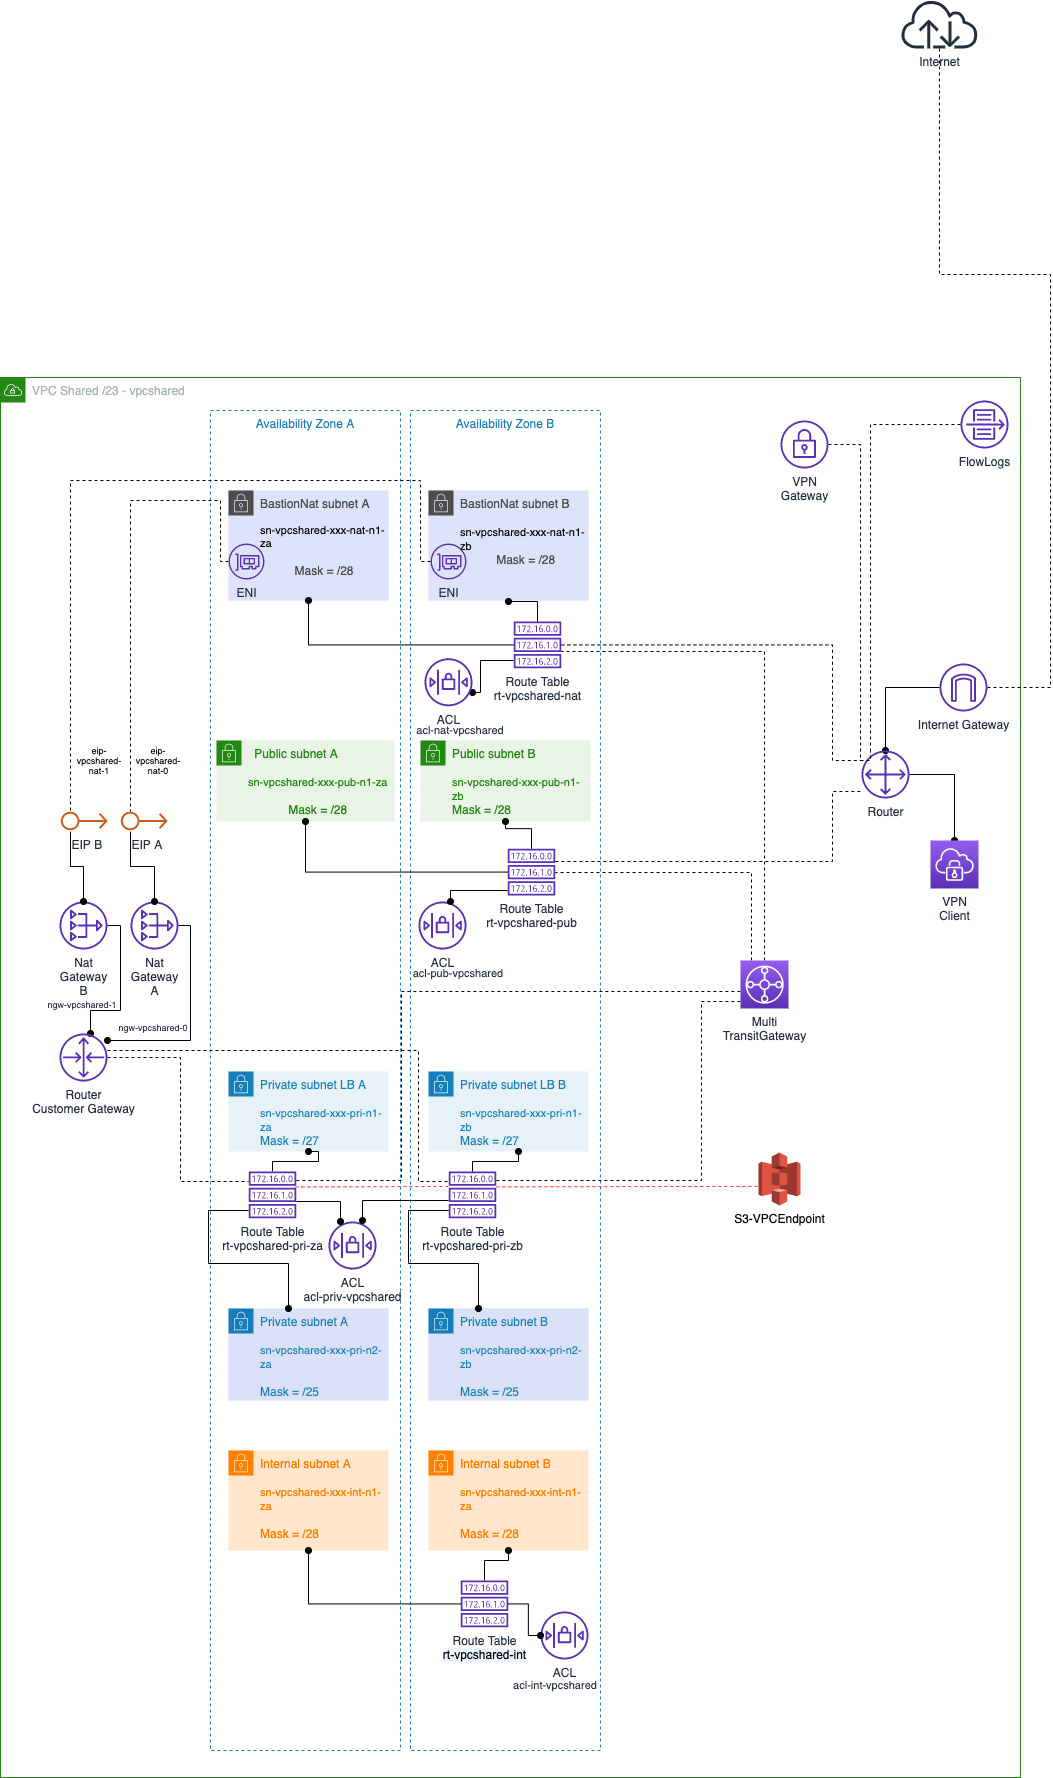 Internet
VPC Shared /23 - vpcshared
Availability Zone A
Availability Zone B
FlowLogs
VPN
Gateway
BastionNat subnet A
sn-vpcshared-xxx-nat-n1-
za
Mask = /28
ENI
BastionNat subnet B
sn-vpcshared-xxx-nat-n1-
zb
Mask = /28
ENI
172.16.0.0
172.16.1.0
172.16.2.0
Route Table
rt-vpcshared-nat
ACL
acl-nat-vpcshared
Internet Gateway
eip-
vpcshared-
nat-1
eip-
vpcshared-
nat-0
Public subnet A
sn-vpcshared-xxx-pub-n1-za
Mask = /28
Public subnet B
sn-vpcshared-xxx-pub-n1-
zb
Mask = /28
Router
EIP B
EIP A
172.16.0.0
172.16.1.0
172.16.2.0
Route Table
rt-vpcshared-pub
ACL
acl-pub-vpcshared
VPN
Client
Nat
Gateway
B
Nat
Gateway
A
ngw-vpcshared-1
ngw-vpcshared-0
Multi
TransitGateway
Router
Customer Gateway
Private subnet LB A
sn-vpcshared-xxx-pri-n1-
za
Mask = /27
Private subnet LB B
sn-vpcshared-xxx-pri-n1-
zb
Mask = /27
172.16.0.0
172.16.1.0
172.16.2.0
Route Table
rt-vpcshared-pri-za
172.16.0.0
172.16.1.0
172.16.2.0
Route Table
rt-vpcshared-pri-zb
S3-VPCEndpoint
ACL
acl-priv-vpcshared
Private subnet A
sn-vpcshared-xxx-pri-n2-
za
Mask = /25
Private subnet B
sn-vpcshared-xxx-pri-n2-
zb
Mask = /25
Internal subnet A
sn-vpcshared-xxx-int-n1-
za
Mask = /28
Internal subnet B
sn-vpcshared-xxx-int-n1-
za
Mask = /28
172.16.0.0
172.16.1.0
172.16.2.0
Route Table
rt-vpcshared-int
ACL
acl-int-vpcshared